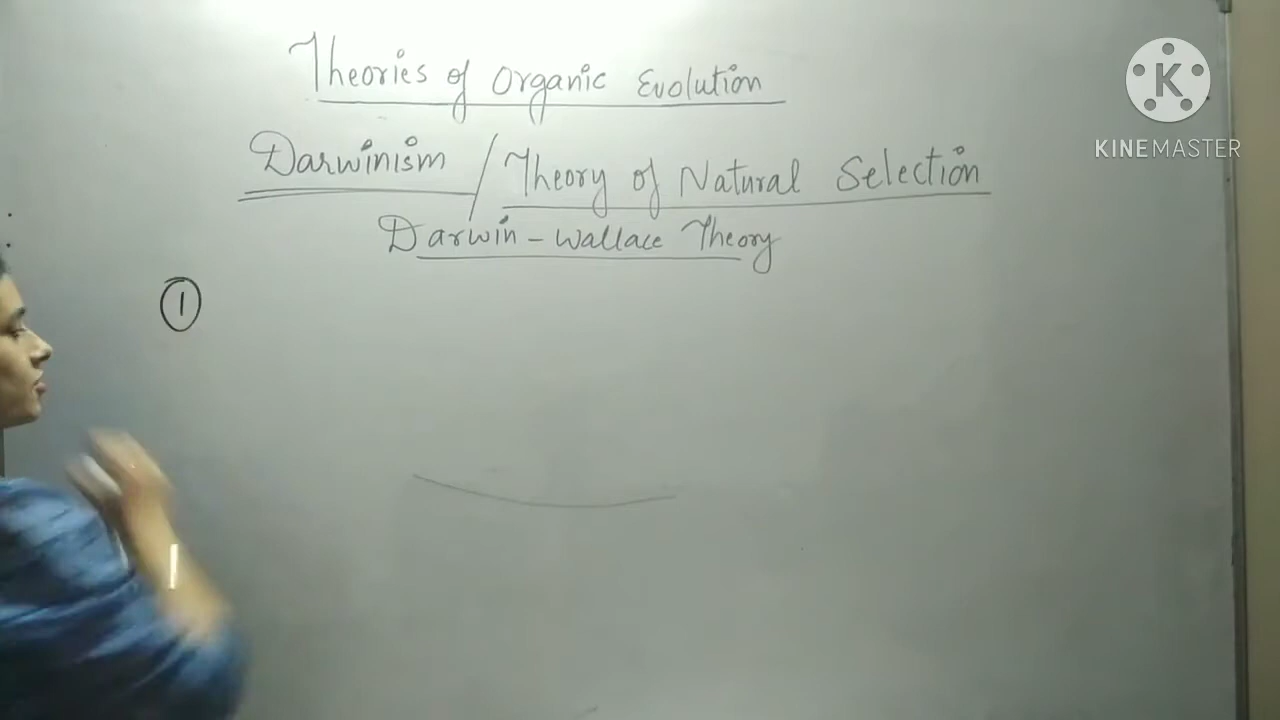 Theories of Organic Evolution
Darwinism / Theory of Natural Selection
Darwin - Wallace Theory
1
K
KINEMASTER